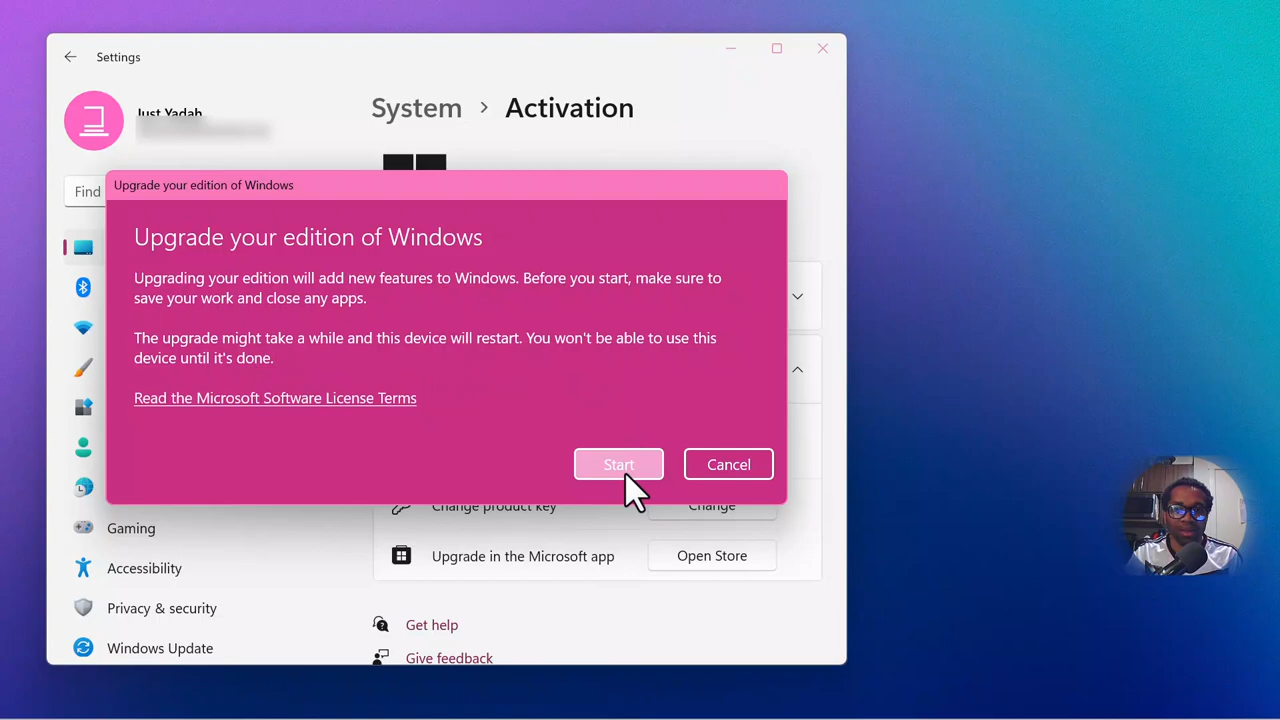 Settings
Just Yadah
System > Activation
Find
Upgrade your edition of Windows
Upgrade your edition of Windows
Upgrading your edition will add new features to Windows. Before you start, make sure to
save your work and close any apps.
The upgrade might take a while and this device will restart. You won't be able to use this
device until it's done.
Read the Microsoft Software License Terms
Start
Cancel
Change product key
Change
Gaming
Upgrade in the Microsoft app
Open Store
Accessibility
Privacy & security
Get help
Windows Update
Give feedback